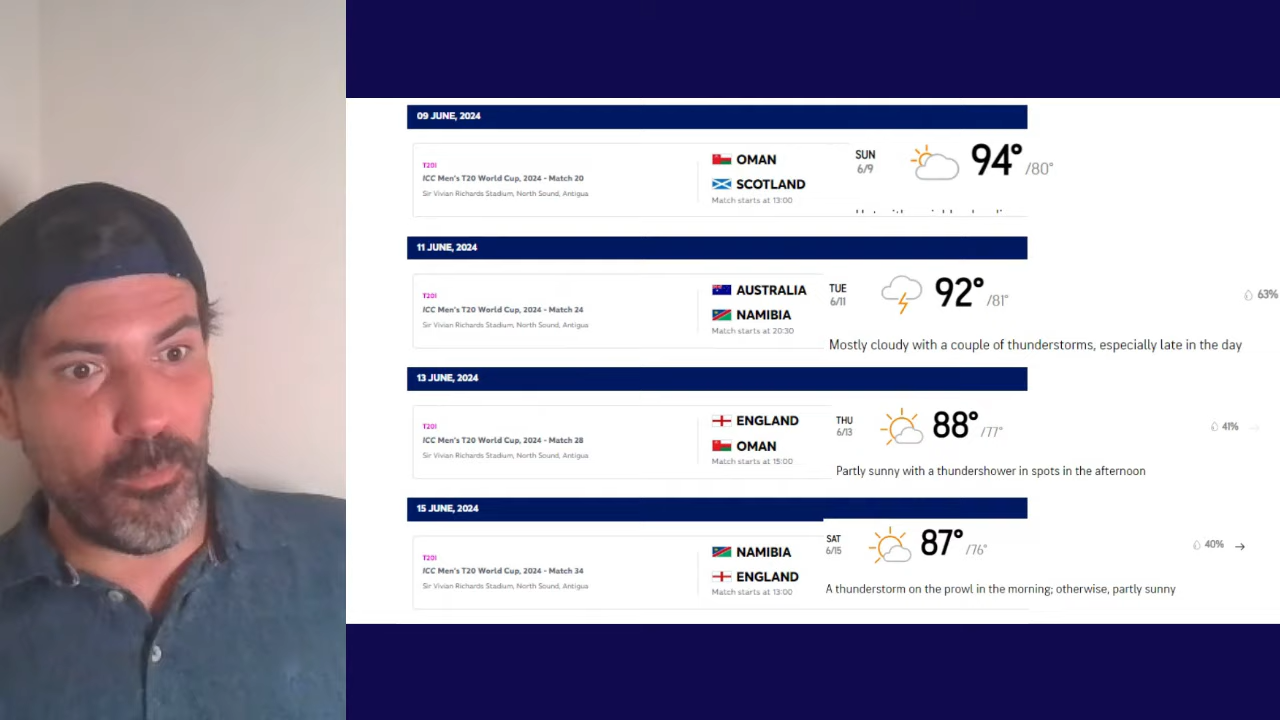 09 JUNE, 2024
T20I
ICC Men's T20 World Cup, 2024 - Match 20
Sir Vivian Richards Stadium, North Sound, Antigua
OMAN
SCOTLAND
Match starts at 13:00
SUN
6/9
94° /80°
11 JUNE, 2024
T20I
ICC Men's T20 World Cup, 2024 - Match 24
Sir Vivian Richards Stadium, North Sound, Antigua
AUSTRALIA
NAMIBIA
Match starts at 20:30
TUE
6/11
92° /81°
63%
Mostly cloudy with a couple of thunderstorms, especially late in the day
13 JUNE, 2024
T20I
ICC Men's T20 World Cup, 2024 - Match 28
Sir Vivian Richards Stadium, North Sound, Antigua
ENGLAND
OMAN
Match starts at 15:00
THU
6/13
88° /77°
41%
Partly sunny with a thundershower in spots in the afternoon
15 JUNE, 2024
T20I
ICC Men's T20 World Cup, 2024 - Match 34
Sir Vivian Richards Stadium, North Sound, Antigua
NAMIBIA
ENGLAND
Match starts at 13:00
SAT
6/15
87° /76°
40%
A thunderstorm on the prowl in the morning; otherwise, partly sunny